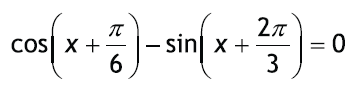 cos(x + π/6) − sin(x + 2π/3) = 0